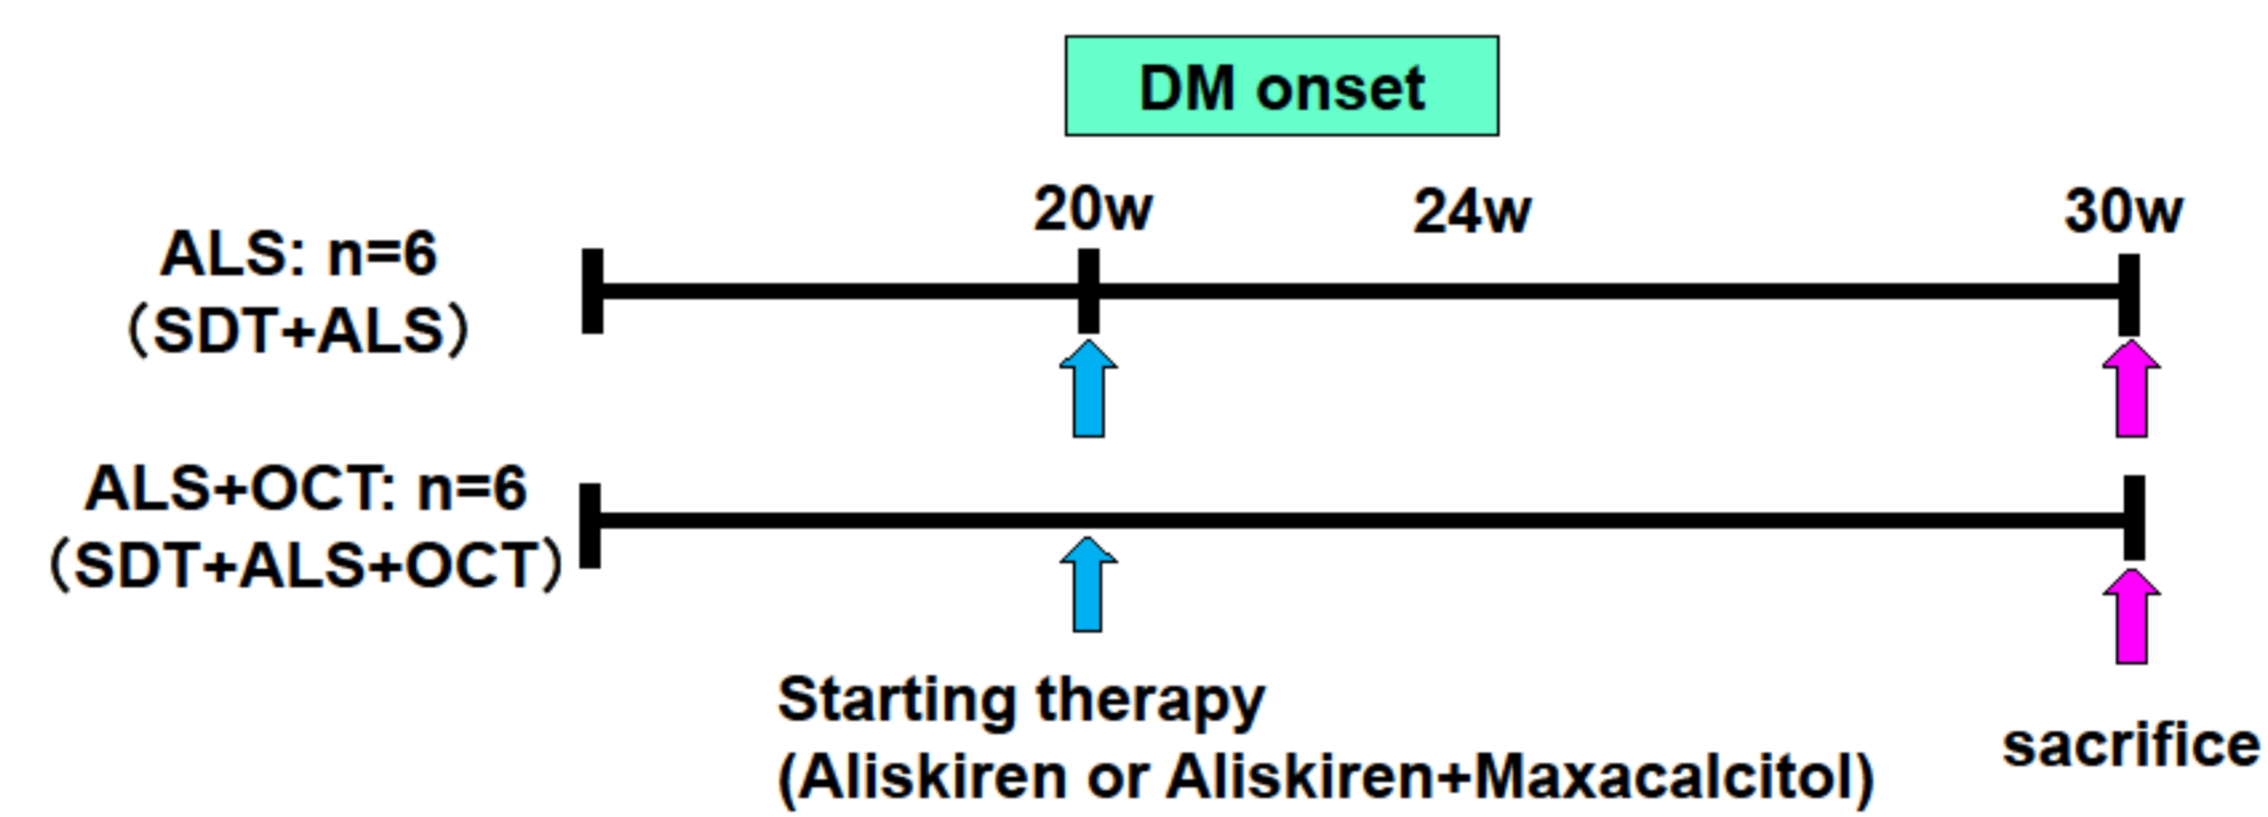 DM onset
20w
24w
30w
ALS: n=6
（SDT+ALS）
ALS+OCT: n=6
（SDT+ALS+OCT）
Starting therapy
(Aliskiren or Aliskiren+Maxacalcitol)
sacrifice